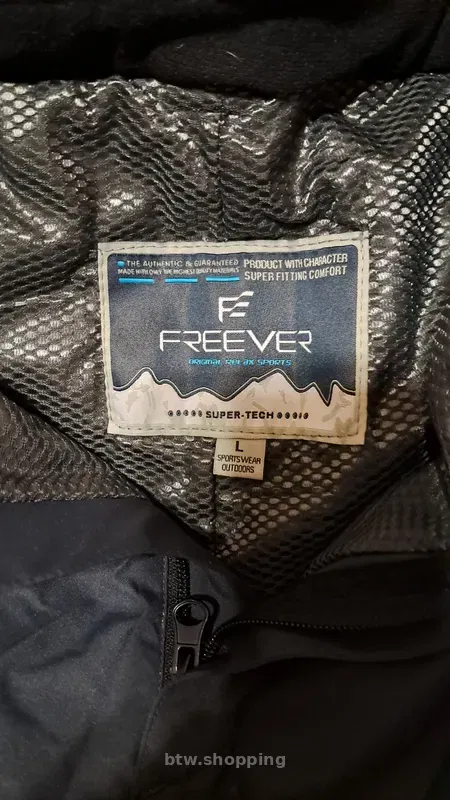 THE AUTHENTIC & GUARANTEED
MADE WITH ONLY THE HIGHEST QUALITY MATERIALS
PRODUCT WITH CHARACTER
SUPER FITTING COMFORT
FREEVER
ORIGINAL RELAX SPORTS
SUPER-TECH
L
SPORTSWEAR
OUTDOORS
btw.shopping